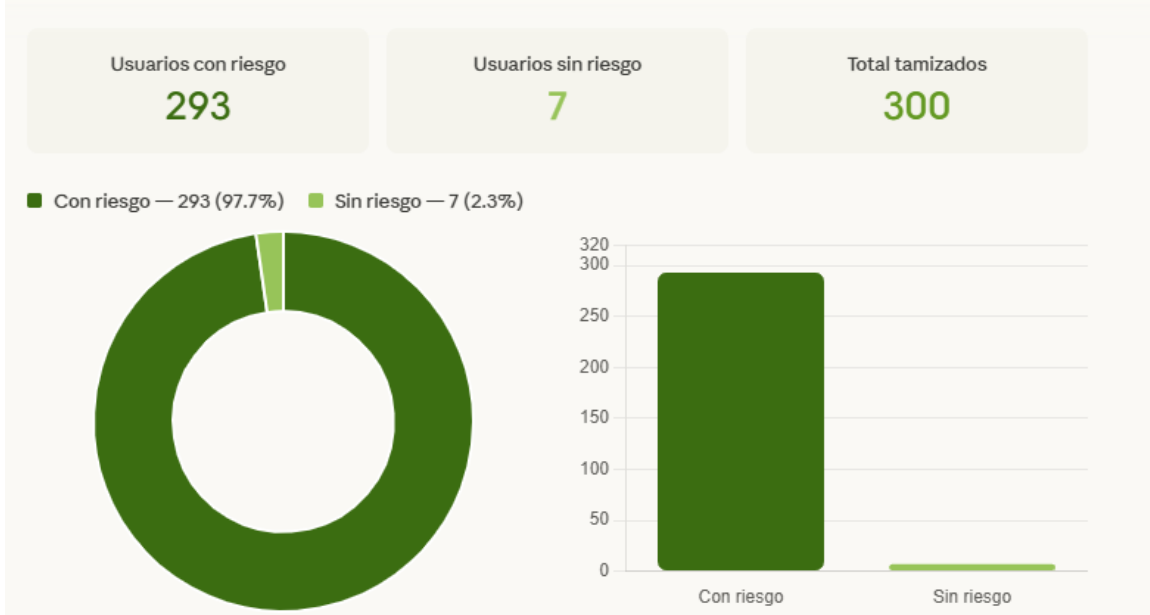 Usuarios con riesgo
293
Usuarios sin riesgo
7
Total tamizados
300
Con riesgo — 293 (97.7%)
Sin riesgo — 7 (2.3%)
320
300
250
200
150
100
50
0
Con riesgo
Sin riesgo